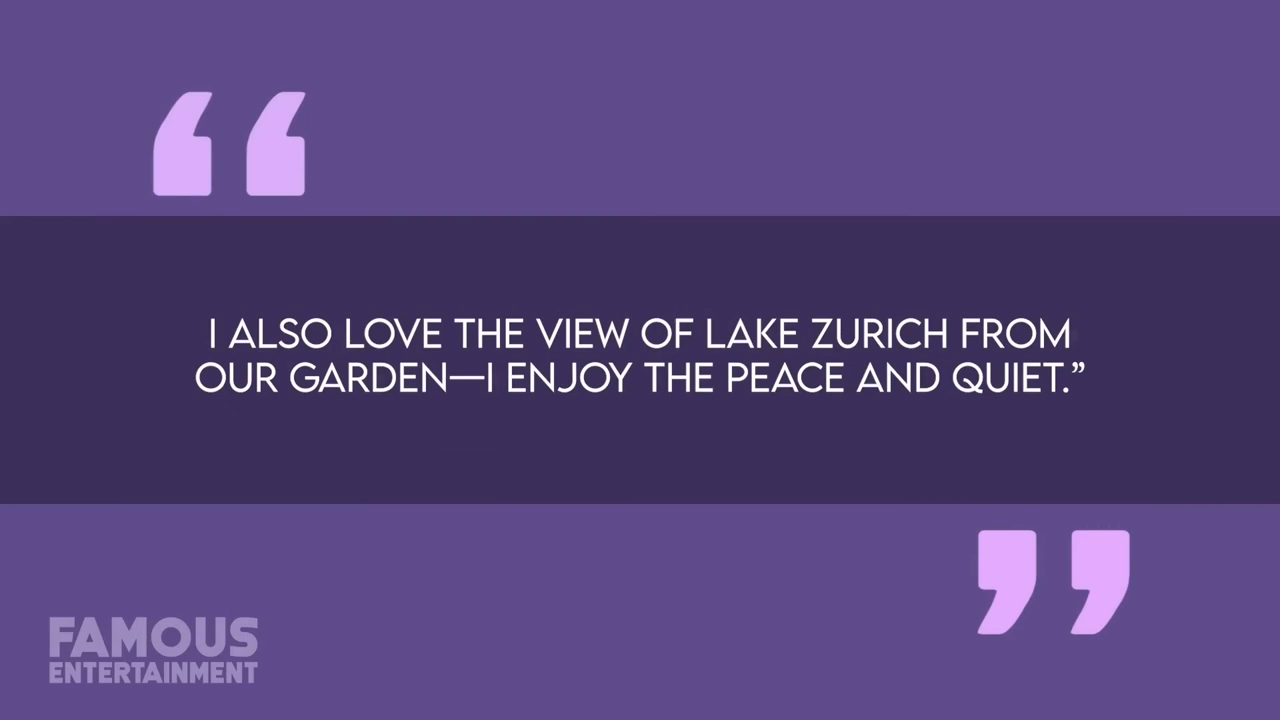 I ALSO LOVE THE VIEW OF LAKE ZURICH FROM
OUR GARDEN—I ENJOY THE PEACE AND QUIET.”
FAMOUS
ENTERTAINMENT